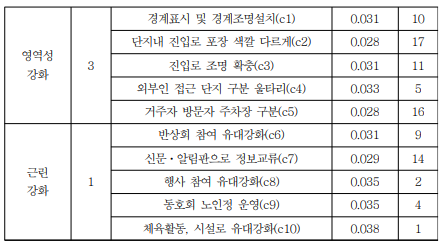 영역성 강화 3 경계표시 및 경계조명설치(c1) 0.031 10
단지내 진입로 포장 색깔 다르게(c2) 0.028 17
진입로 조명 확충(c3) 0.031 11
외부인 접근 단지 구분 울타리(c4) 0.033 5
거주자 방문자 주차장 구분(c5) 0.028 16
근린 강화 1 반상회 참여 유대강화(c6) 0.031 9
신문・알림판으로 정보교류(c7) 0.029 14
행사 참여 유대강화(c8) 0.035 2
동호회 노인정 운영(c9) 0.035 4
체육활동, 시설로 유대강화(c10) 0.038 1